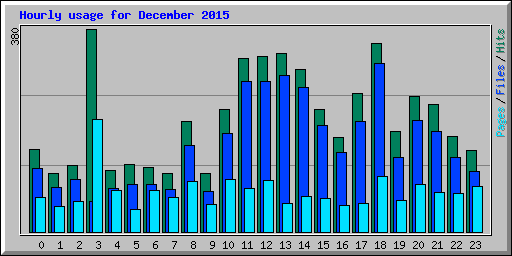 Hourly usage for December 2015
380
Pages/Files/Hits
0 1 2 3 4 5 6 7 8 9 10 11 12 13 14 15 16 17 18 19 20 21 22 23